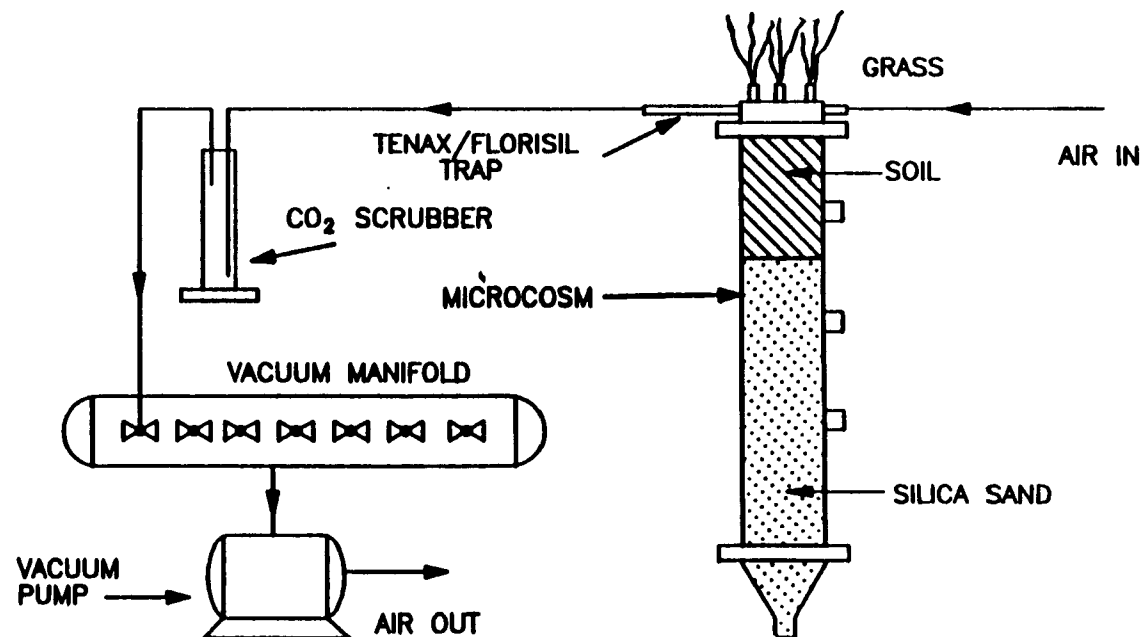 GRASS
TENAX/FLORISIL
TRAP
AIR IN
SOIL
CO₂ SCRUBBER
MICROCOSM
VACUUM MANIFOLD
SILICA SAND
VACUUM
PUMP
AIR OUT